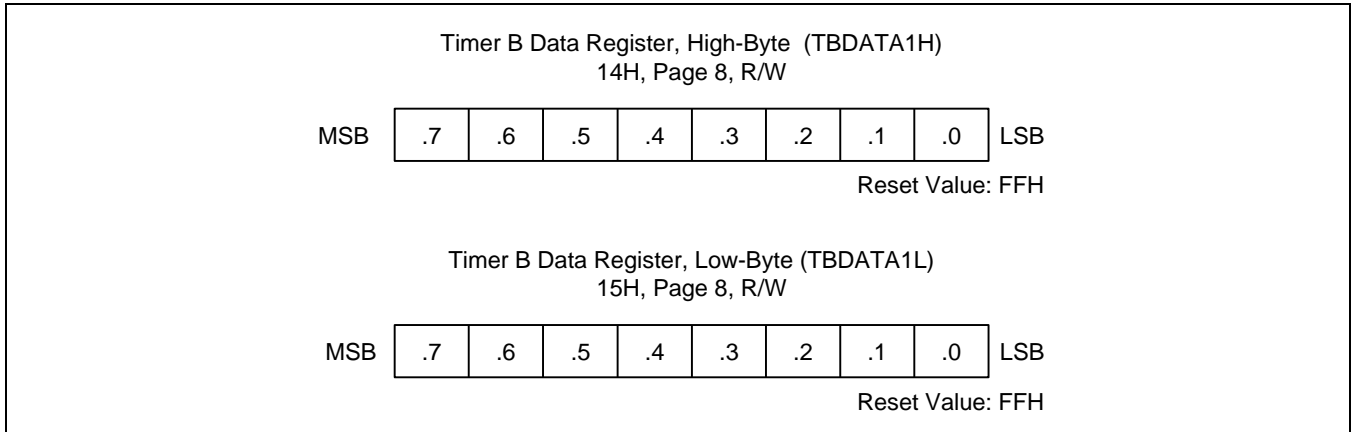 Timer B Data Register, High-Byte  (TBDATA1H)
14H, Page 8, R/W
MSB .7 .6 .5 .4 .3 .2 .1 .0 LSB
Reset Value: FFH
Timer B Data Register, Low-Byte (TBDATA1L)
15H, Page 8, R/W
MSB .7 .6 .5 .4 .3 .2 .1 .0 LSB
Reset Value: FFH